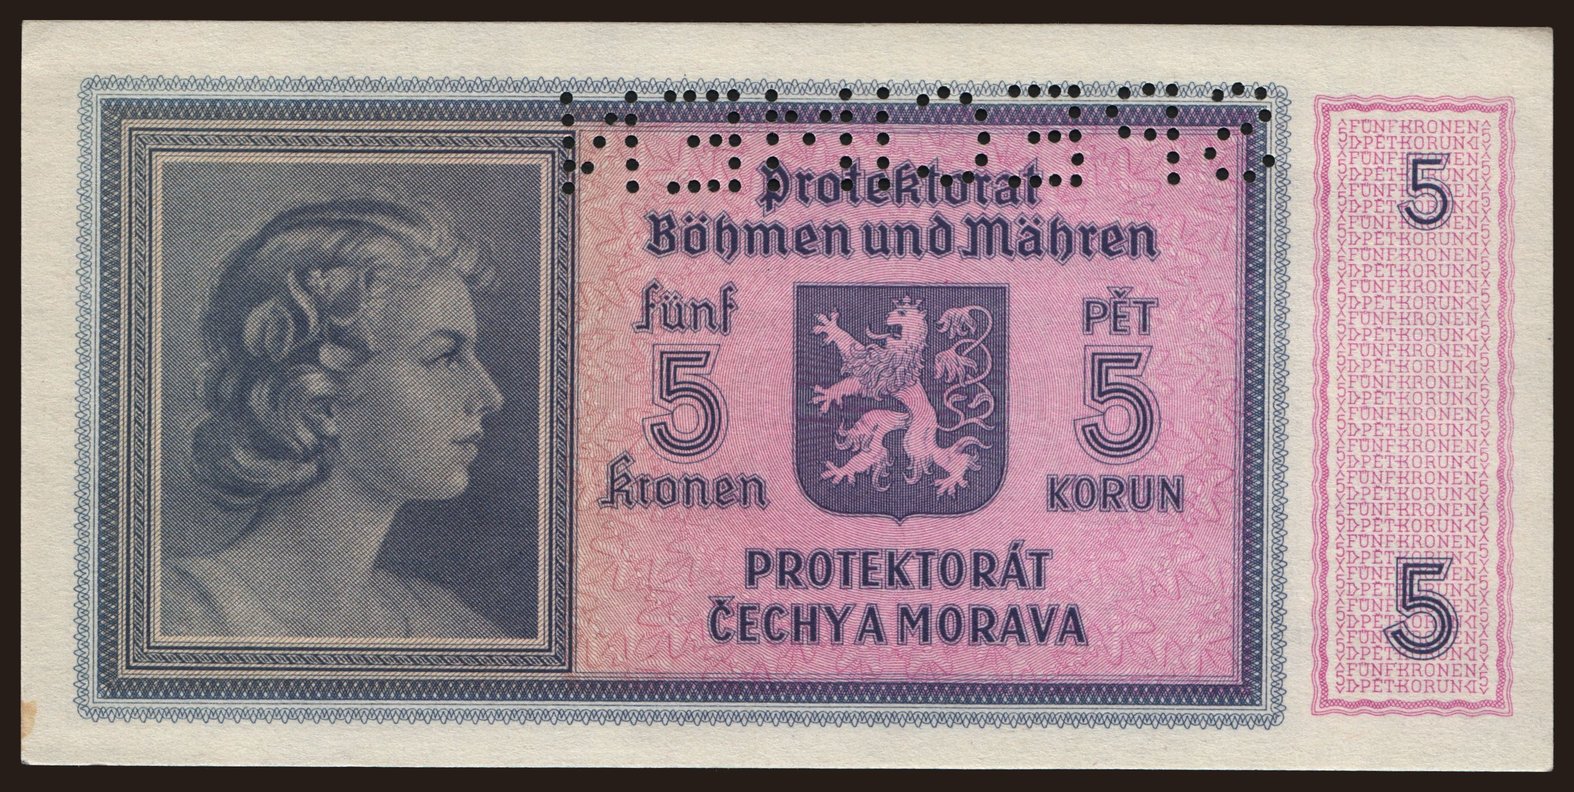 SPECIMEN
Protektorat
Böhmen und Mähren
fünf
5
Kronen
PĚT
5
KORUN
PROTEKTORÁT
ČECHY A MORAVA
5
FÜNF KRONEN
PĚT KORUN
5